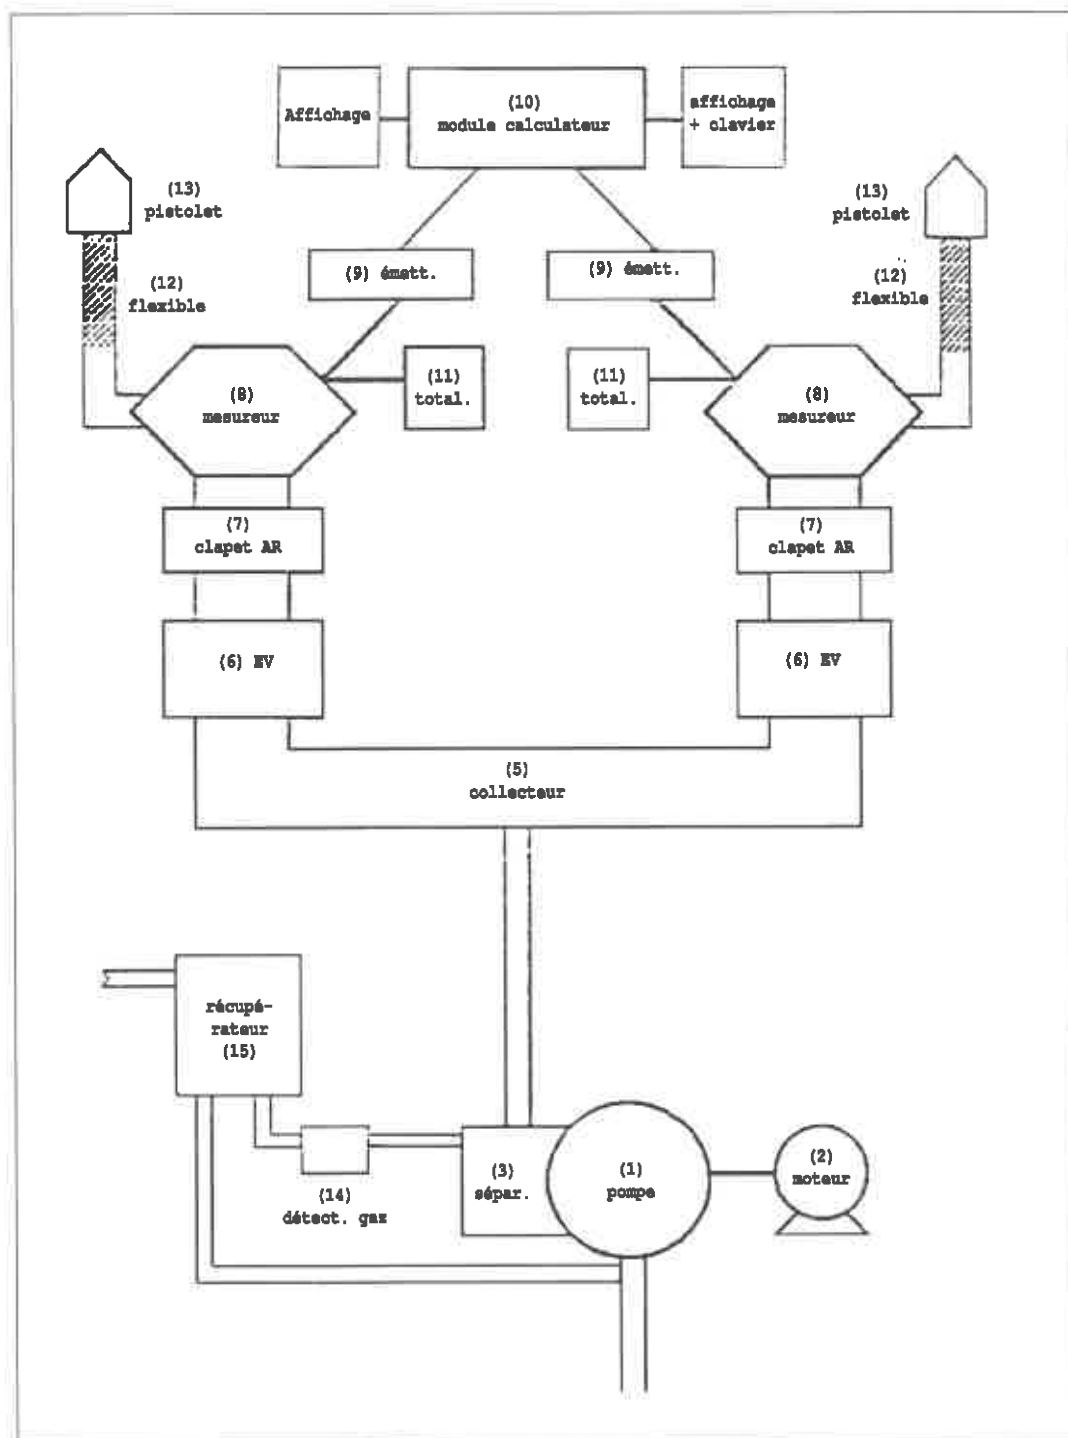 Affichage
(10)
module calculateur
affichage
+ clavier
(13)
pistolet
(13)
pistolet
(9) émett.
(9) émett.
(12)
flexible
(12)
flexible
(8)
mesureur
(11)
total.
(11)
total.
(8)
mesureur
(7)
clapet AR
(7)
clapet AR
(6) EV
(6) EV
(5)
collecteur
récupé-
rateur
(15)
(14)
détect. gaz
(3)
sépar.
(1)
pompe
(2)
moteur